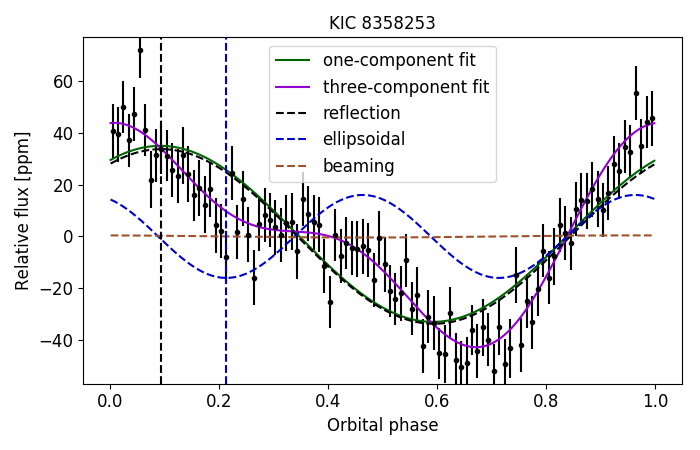 KIC 8358253
one-component fit
three-component fit
reflection
ellipsoidal
beaming
Relative flux [ppm]
60
40
20
0
−20
−40
0.0 0.2 0.4 0.6 0.8 1.0
Orbital phase